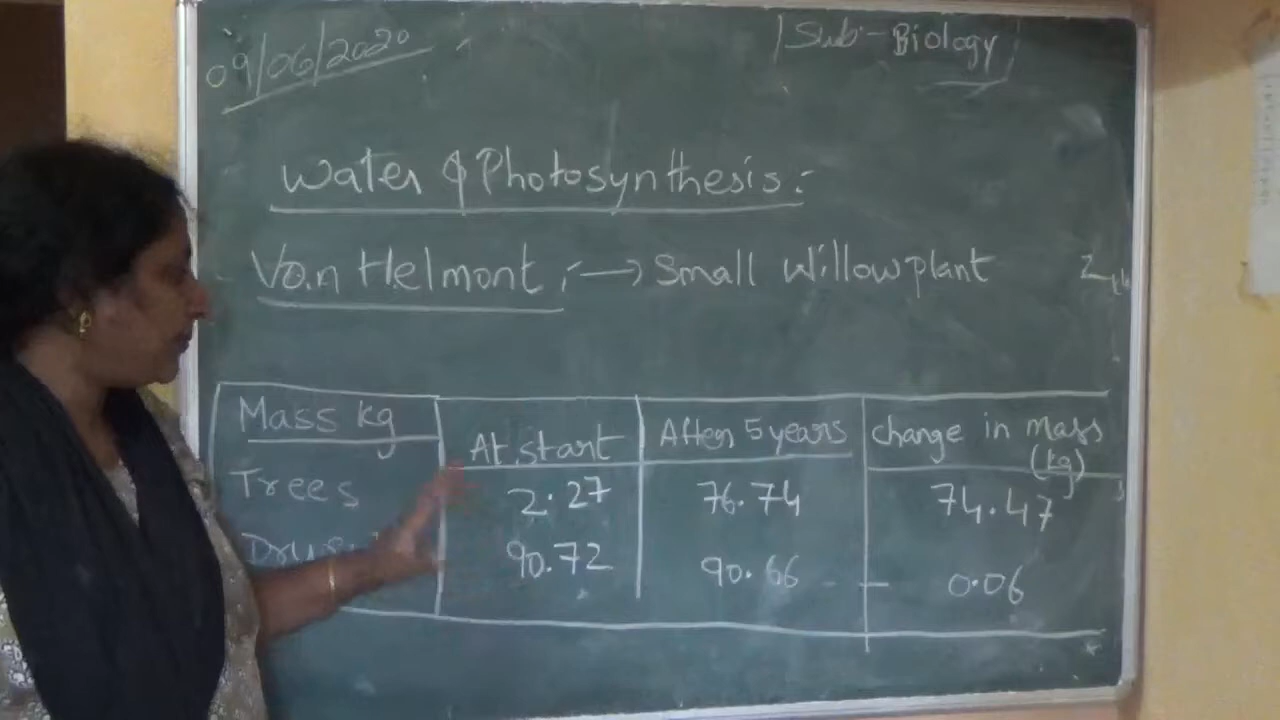 09/06/2020
Sub-Biology
Water & Photosynthesis:-
Van Helmont :- → Small Willow plant
Mass kg At start After 5 years change in mass (kg)
Trees 2.27 76.74 74.47
90.72 90.66 - 0.06